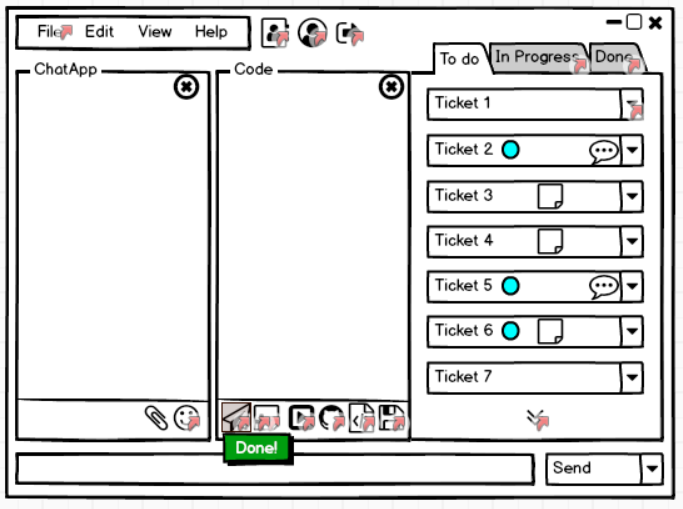 File Edit View Help
ChatApp
Code
To do In Progress Done
Ticket 1
Ticket 2
Ticket 3
Ticket 4
Ticket 5
Ticket 6
Ticket 7
Done!
Send